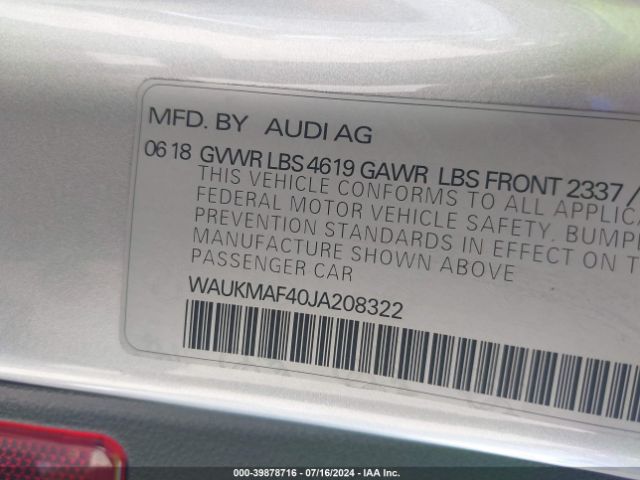 MFD. BY AUDI AG
06 18 GVWR LBS 4619 GAWR LBS FRONT 2337 /
THIS VEHICLE CONFORMS TO ALL
FEDERAL MOTOR VEHICLE SAFETY,
PREVENTION STANDARDS IN EFFECT ON
MANUFACTURE SHOWN ABOVE
PASSENGER CAR
WAUKMAF40JA208322
000-39878716 - 07/16/2024 - IAA Inc.